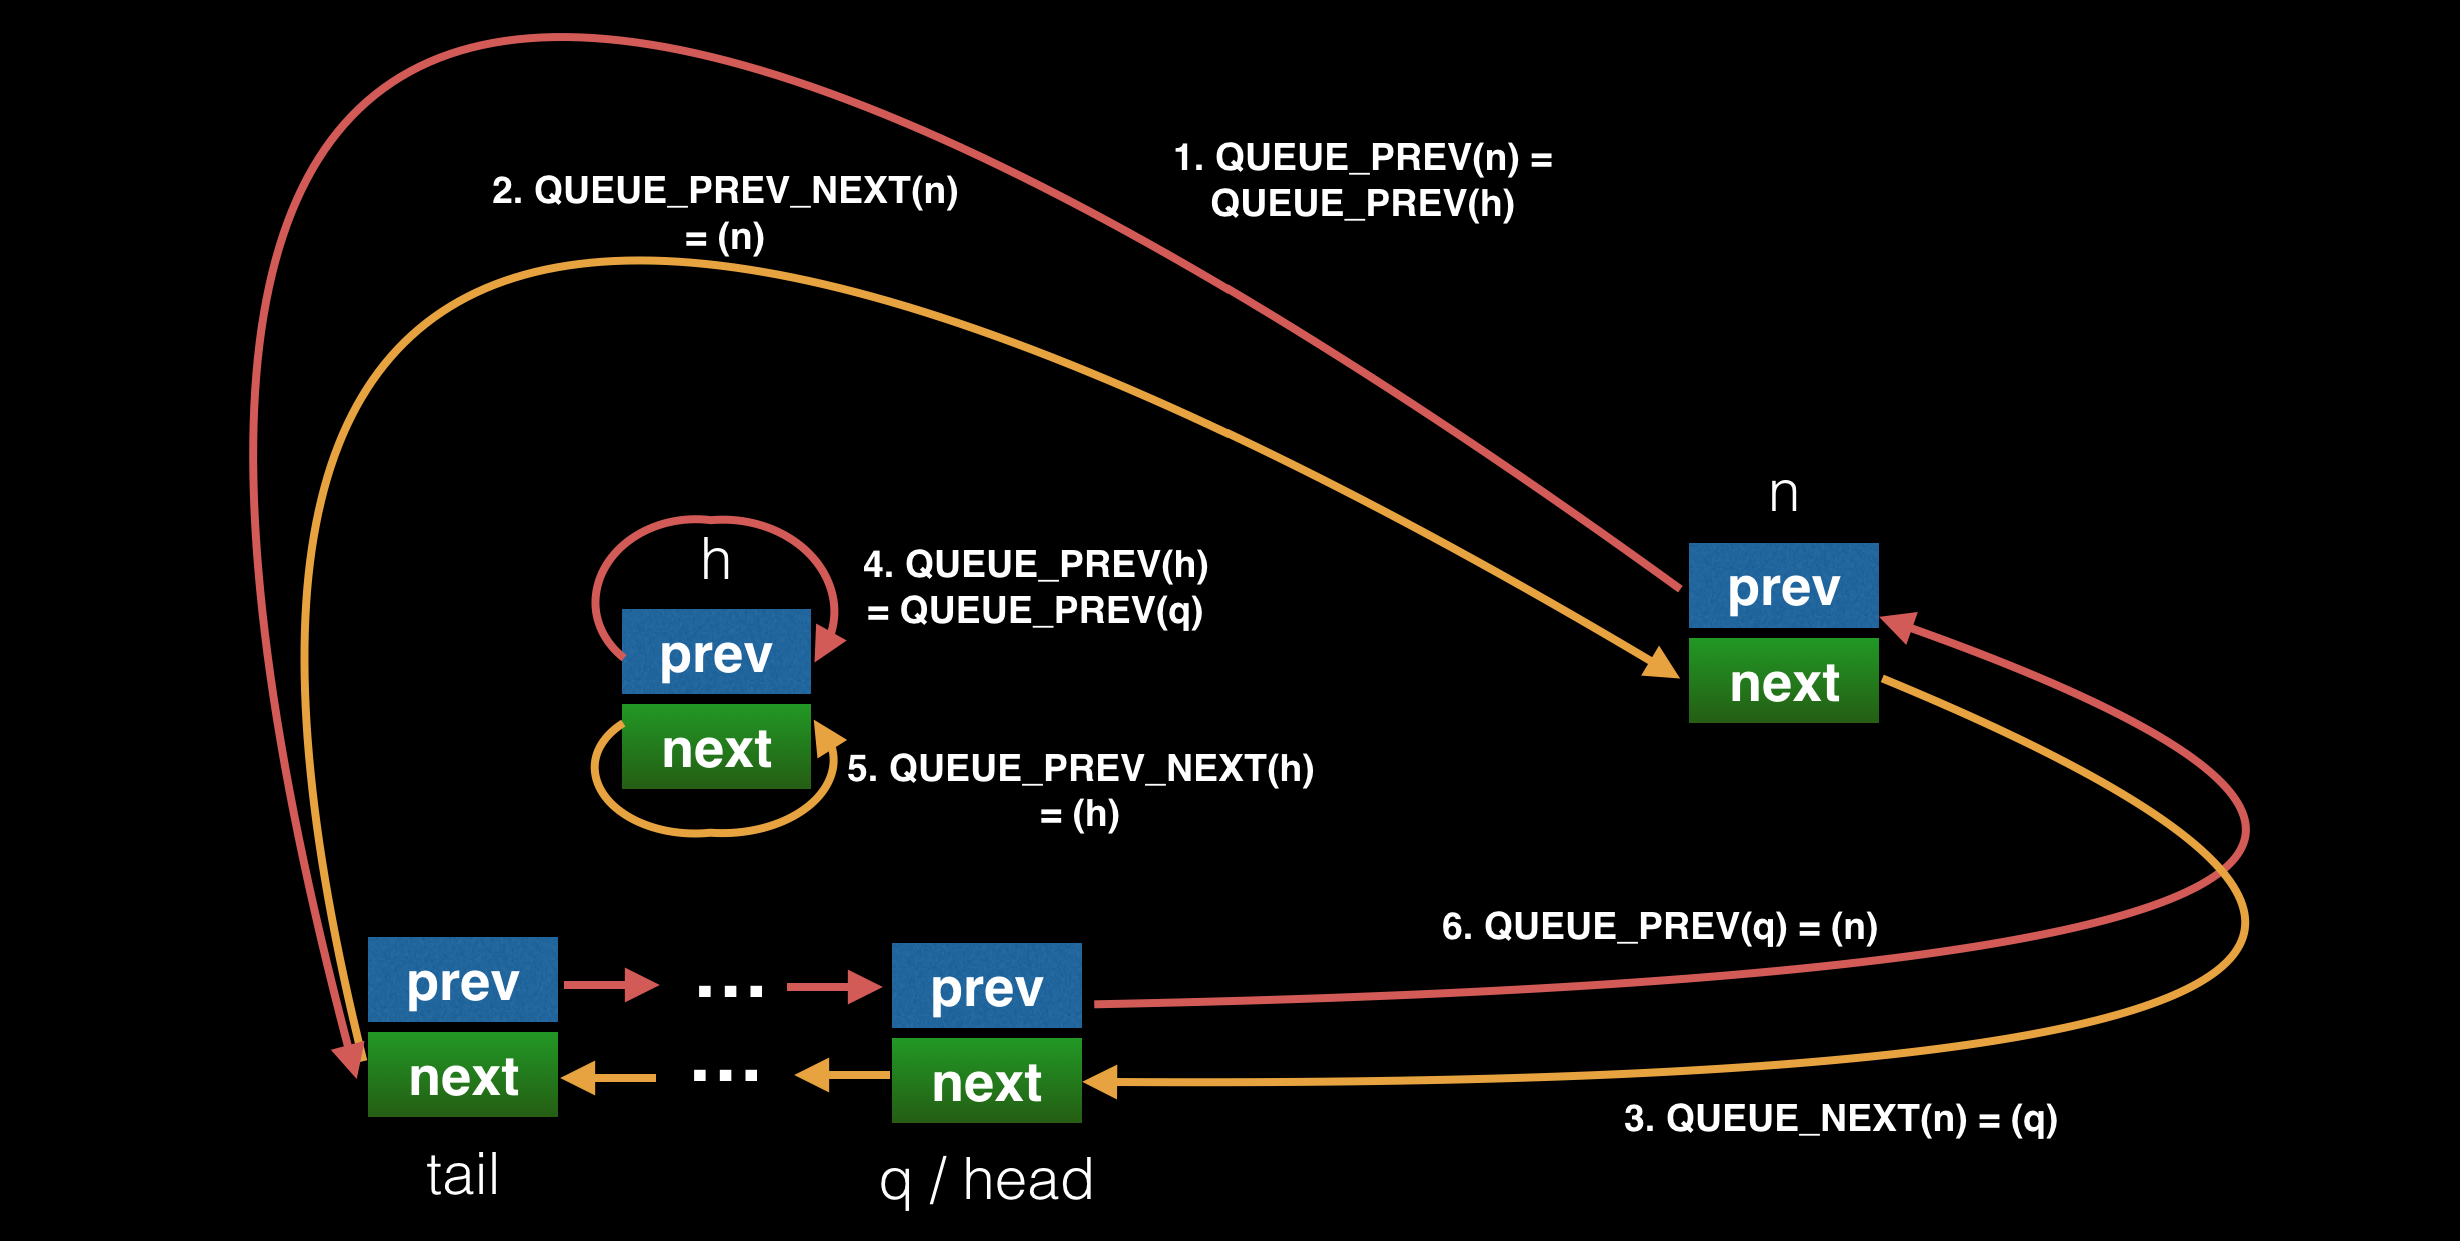 1. QUEUE_PREV(n) =
QUEUE_PREV(h)
2. QUEUE_PREV_NEXT(n)
= (n)
n
prev
next
h
prev
next
4. QUEUE_PREV(h)
= QUEUE_PREV(q)
5. QUEUE_PREV_NEXT(h)
= (h)
6. QUEUE_PREV(q) = (n)
prev
...
prev
next
...
next
3. QUEUE_NEXT(n) = (q)
tail
q / head